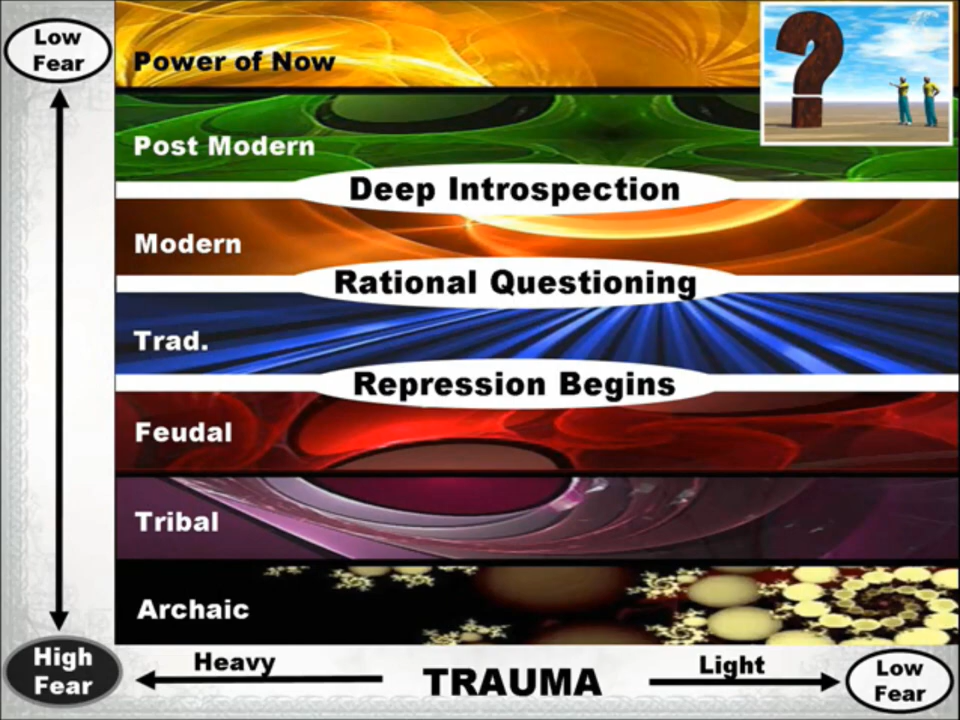 Low
Fear
Power of Now
Post Modern
Deep Introspection
Modern
Rational Questioning
Trad.
Repression Begins
Feudal
Tribal
Archaic
High
Fear
Heavy
TRAUMA
Light
Low
Fear